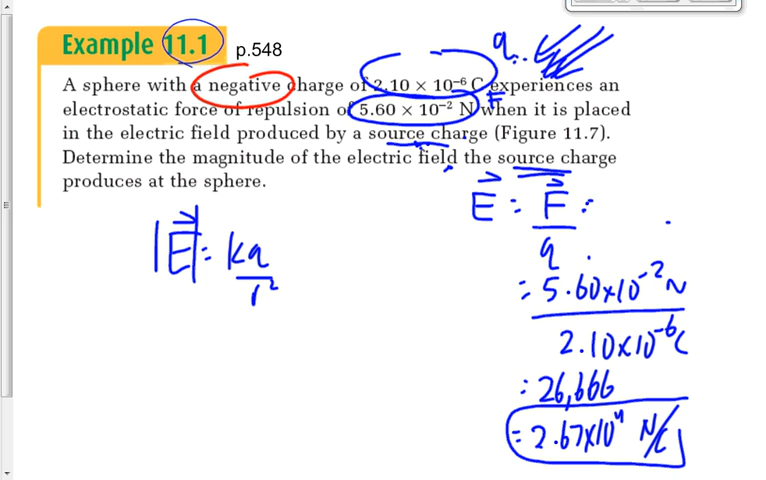 Example 11.1 p.548
q
A sphere with a negative charge of 2.10 × 10⁻⁶ C experiences an
electrostatic force of repulsion of 5.60 × 10⁻² N when it is placed
F
in the electric field produced by a source charge (Figure 11.7).
Determine the magnitude of the electric field the source charge
produces at the sphere.
|E⃗| = kq/r²
E⃗ = F⃗/q =
= 5.60×10⁻² N
2.10×10⁻⁶ C
= 26,666
= 2.67×10⁴ N/C